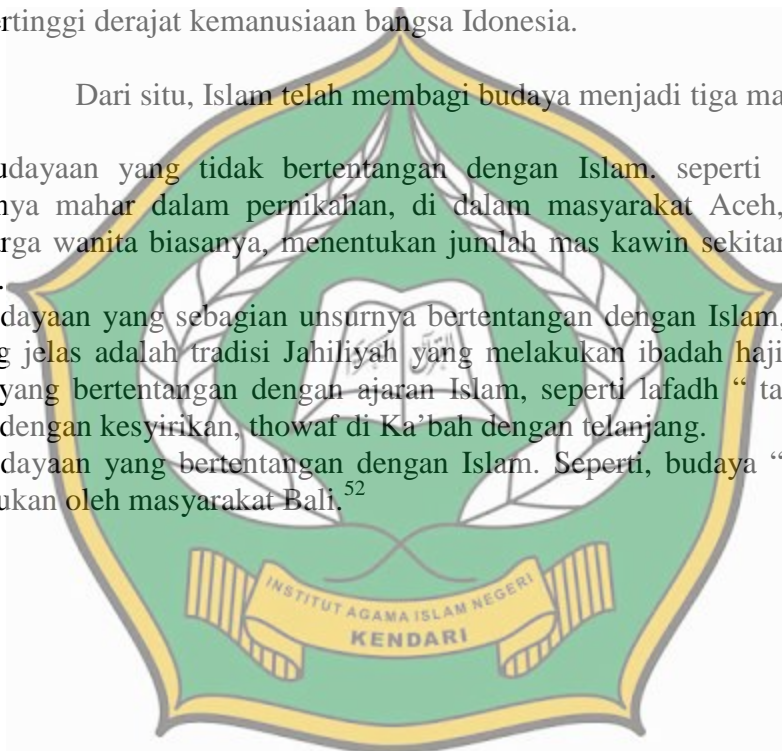 ertinggi derajat kemanusiaan bangsa Idonesia.
Dari situ, Islam telah membagi budaya menjadi tiga ma
udayaan yang tidak bertentangan dengan Islam. seperti
nya mahar dalam pernikahan, di dalam masyarakat Aceh,
rga wanita biasanya, menentukan jumlah mas kawin sekitar
.
dayaan yang sebagian unsurnya bertentangan dengan Islam.
g jelas adalah tradisi Jahiliyah yang melakukan ibadah haji
yang bertentangan dengan ajaran Islam, seperti lafadh “ ta
dengan kesyirikan, thowaf di Ka’bah dengan telanjang.
dayaan yang bertentangan dengan Islam. Seperti, budaya “
ukan oleh masyarakat Bali.52
INSTITUT AGAMA ISLAM NEGERI
KENDARI